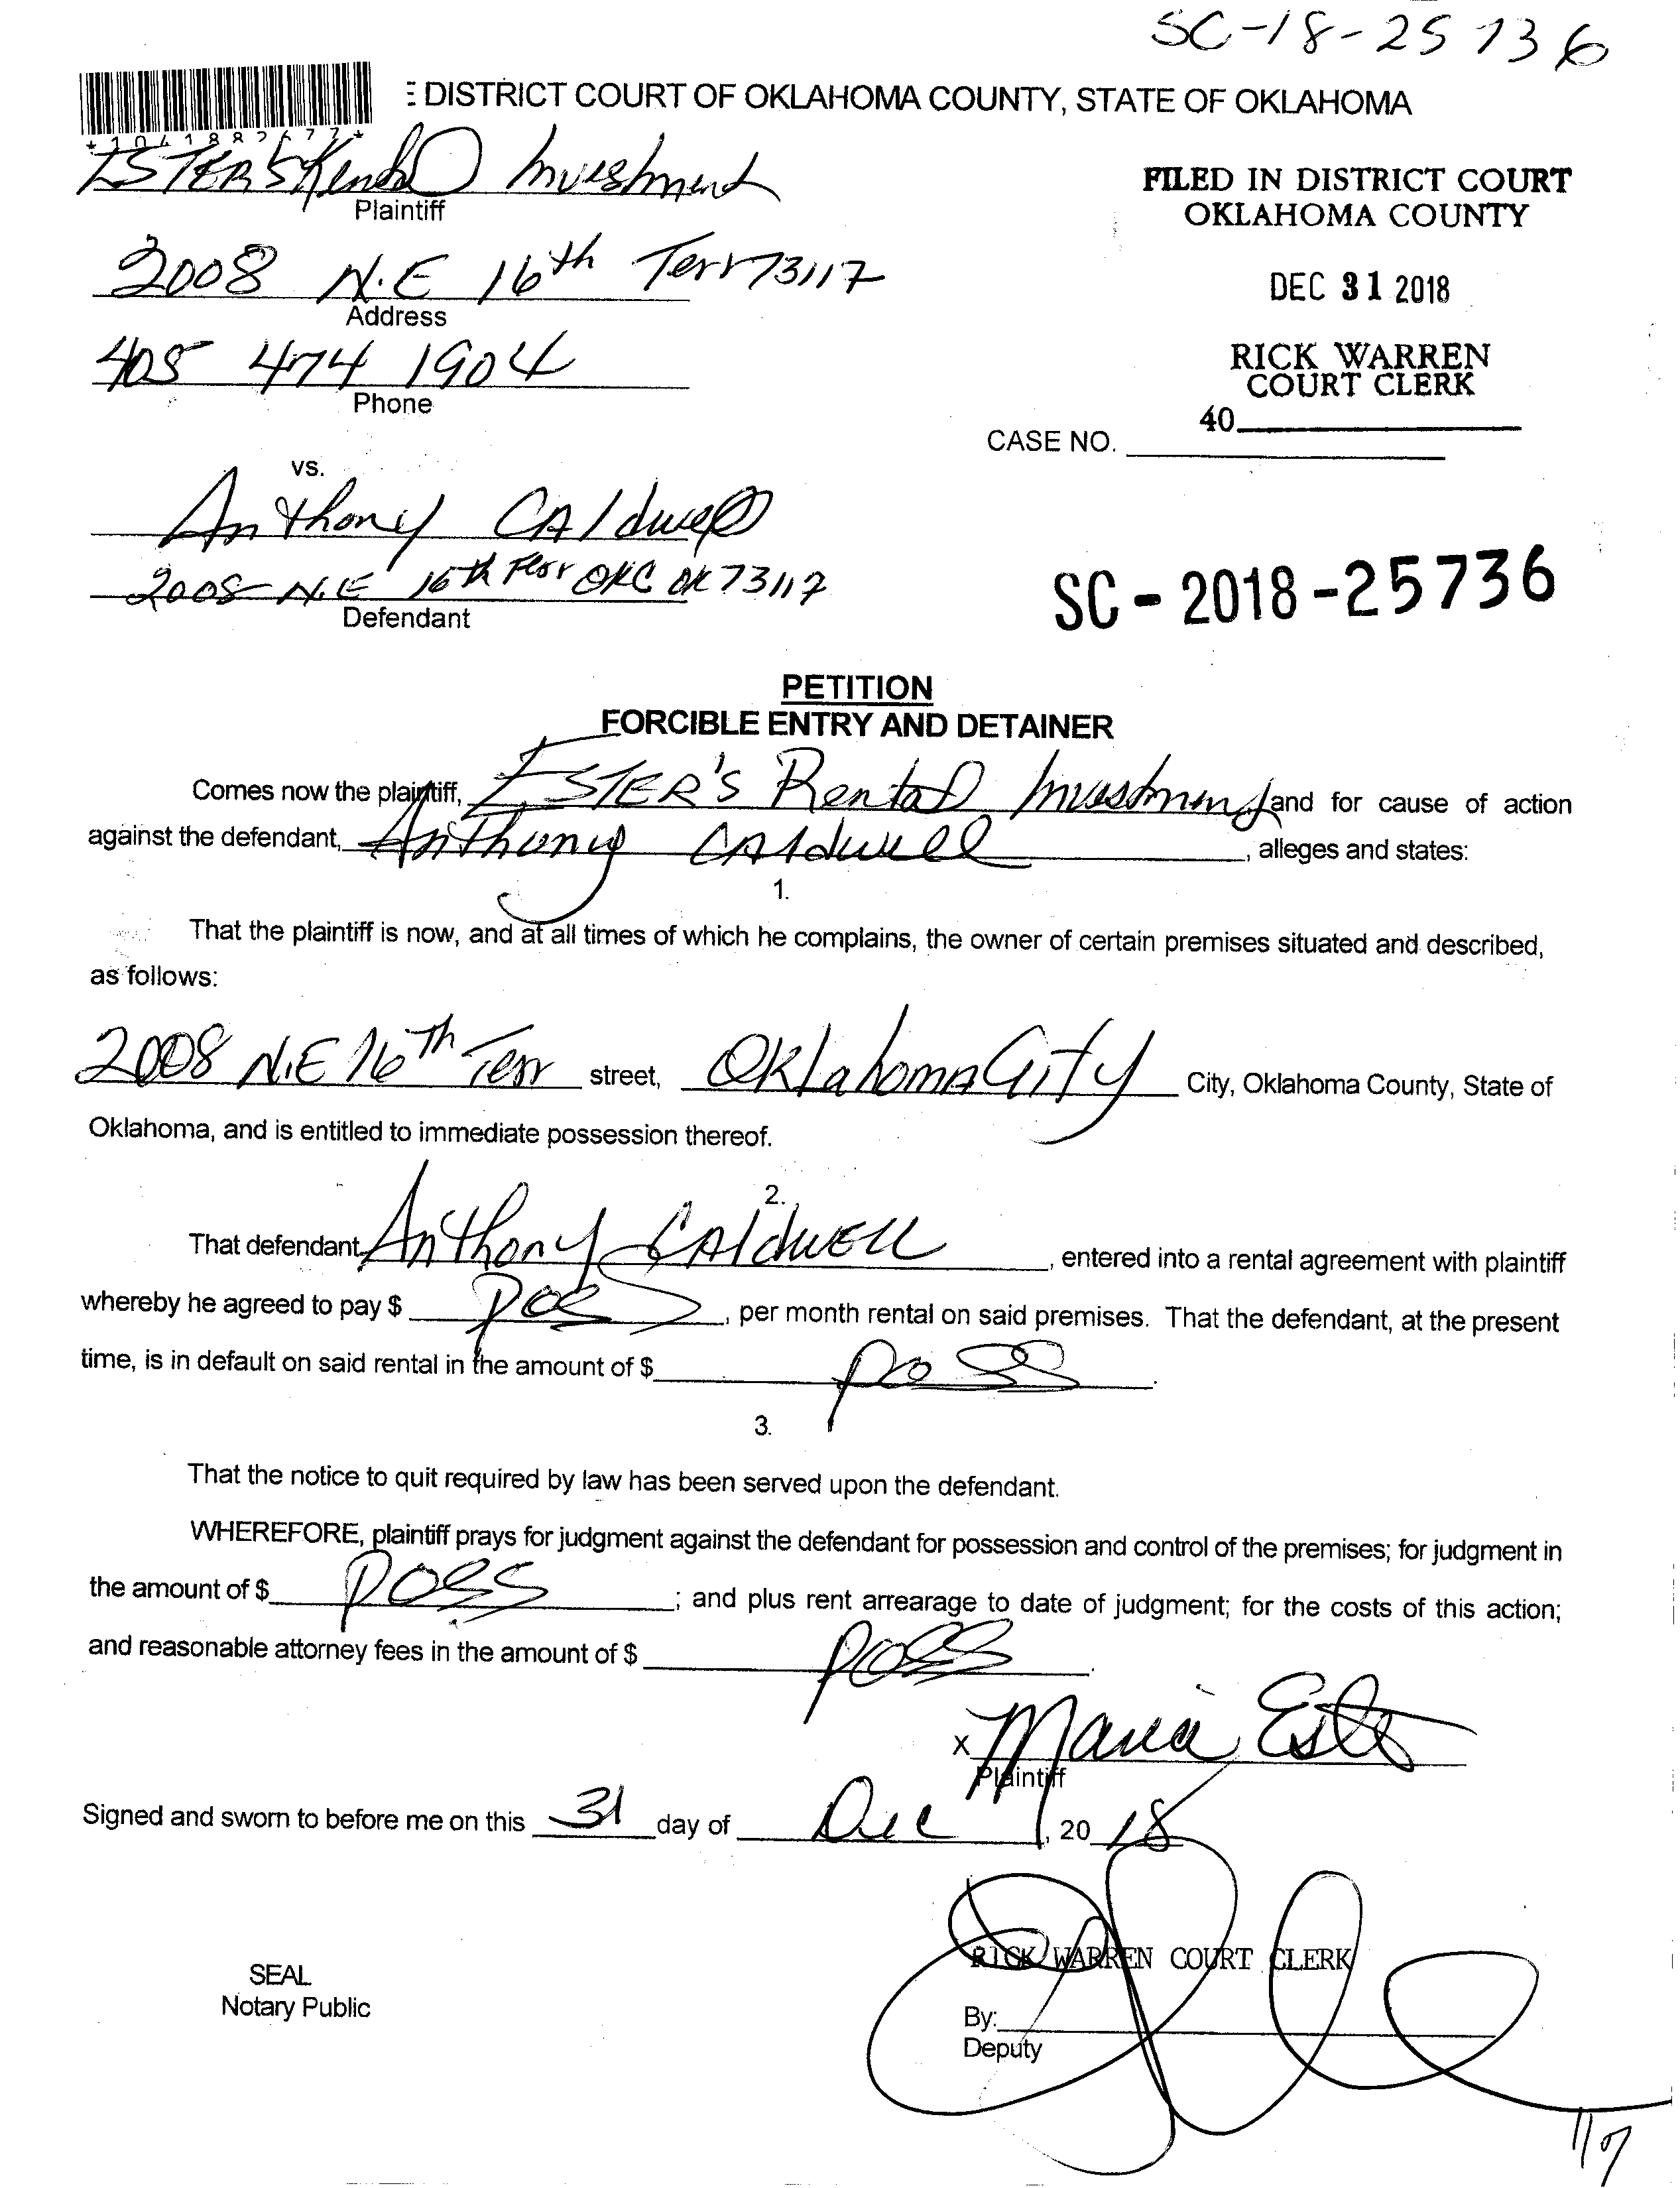 SC-18-25736
E DISTRICT COURT OF OKLAHOMA COUNTY, STATE OF OKLAHOMA
*1041882677*
ESTER'S Rental Investment
Plaintiff
FILED IN DISTRICT COURT
OKLAHOMA COUNTY
2008 N.E 16th Terr 73117
Address
DEC 31 2018
405 474 1904
Phone
RICK WARREN
COURT CLERK
40
CASE NO.
vs.
Anthony CAldwell
2008 N.E 16th Terr OKC OK 73117
Defendant
SC - 2018 - 25736
PETITION
FORCIBLE ENTRY AND DETAINER
Comes now the plaintiff, ESTER'S Rental Investment and for cause of action
against the defendant, Anthony CAldwell, alleges and states:
1.
That the plaintiff is now, and at all times of which he complains, the owner of certain premises situated and described,
as follows:
2008 N.E 16th Terr street, Oklahoma City City, Oklahoma County, State of
Oklahoma, and is entitled to immediate possession thereof.
2.
That defendant Anthony CAldwell, entered into a rental agreement with plaintiff
whereby he agreed to pay $ poss, per month rental on said premises. That the defendant, at the present
time, is in default on said rental in the amount of $ poss.
3.
That the notice to quit required by law has been served upon the defendant.
WHEREFORE, plaintiff prays for judgment against the defendant for possession and control of the premises; for judgment in
the amount of $ poss; and plus rent arrearage to date of judgment; for the costs of this action;
and reasonable attorney fees in the amount of $ poss.
x Maria Ester
Plaintiff
Signed and sworn to before me on this 31 day of Dec, 2018
RICK WARREN COURT CLERK
SEAL
Notary Public
By:
Deputy